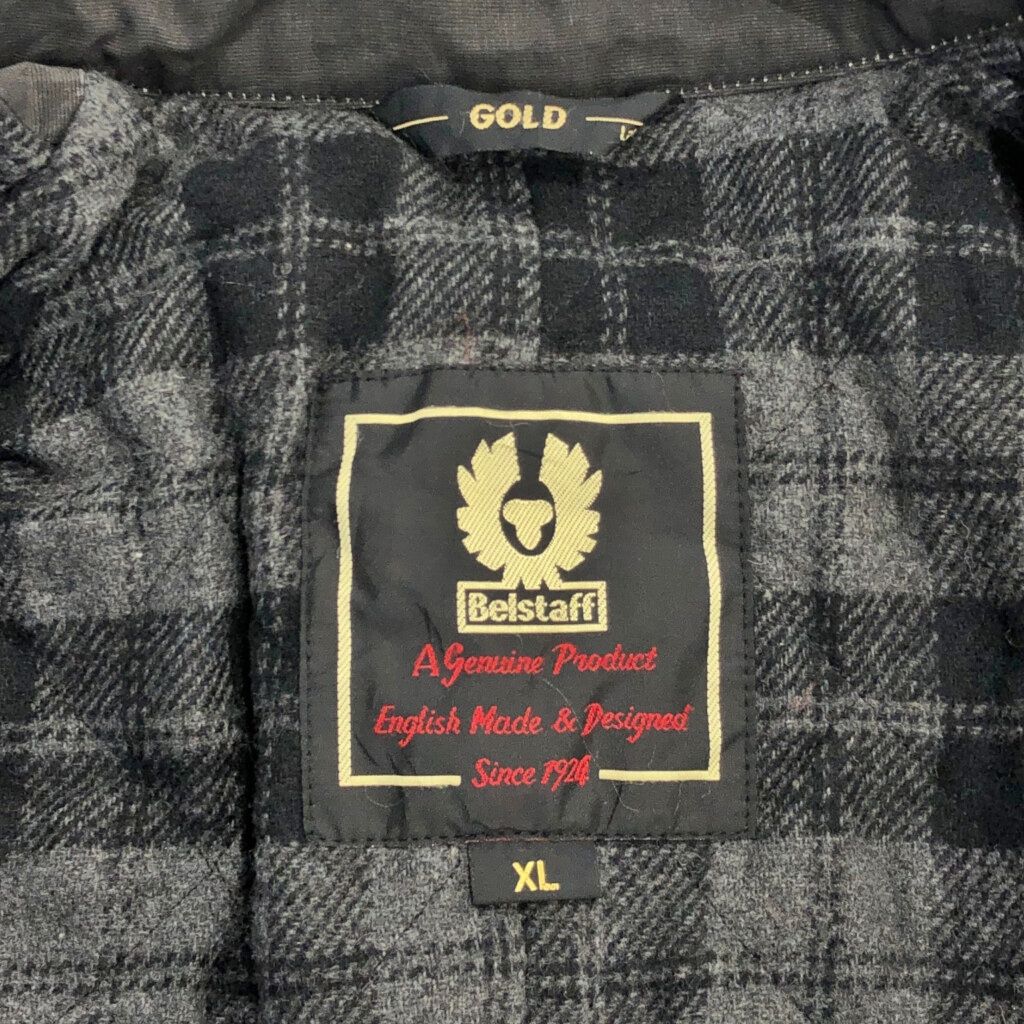 GOLD
Belstaff
A Genuine Product
English Made & Designed
Since 1924
XL